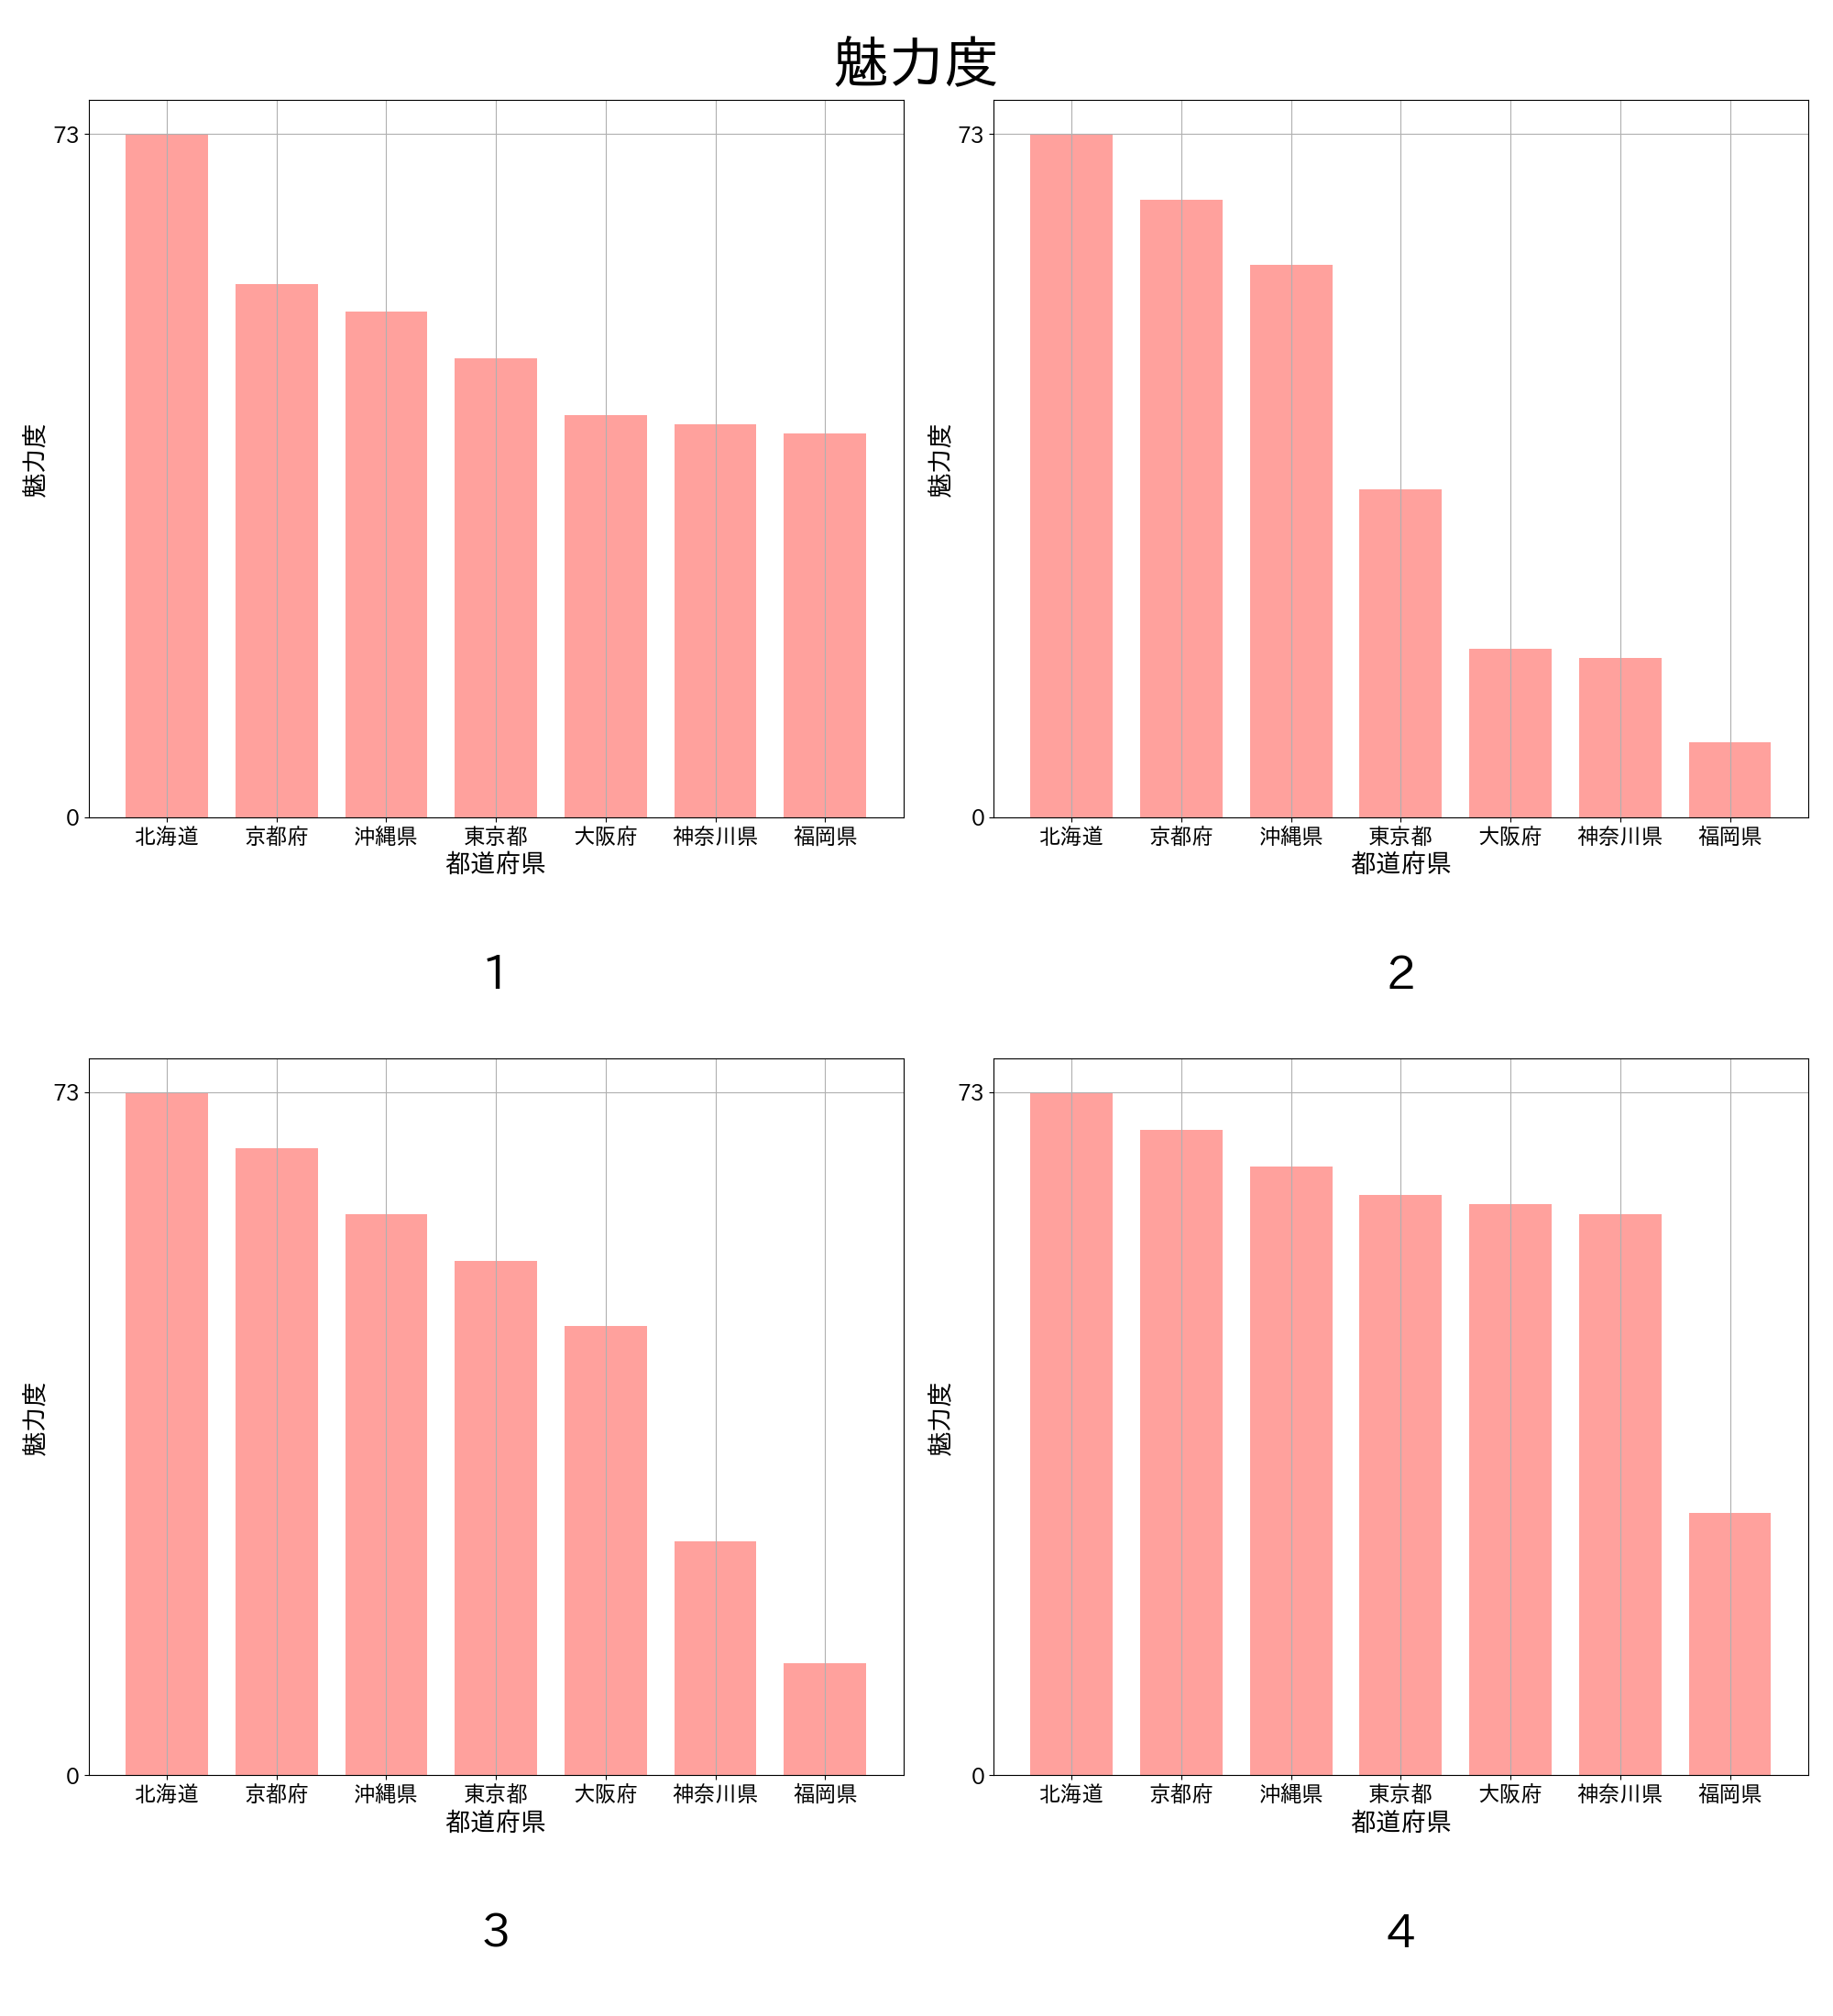 魅力度
73
0
魅力度
北海道 京都府 沖縄県 東京都 大阪府 神奈川県 福岡県
都道府県
1
73
0
魅力度
北海道 京都府 沖縄県 東京都 大阪府 神奈川県 福岡県
都道府県
2
73
0
魅力度
北海道 京都府 沖縄県 東京都 大阪府 神奈川県 福岡県
都道府県
3
73
0
魅力度
北海道 京都府 沖縄県 東京都 大阪府 神奈川県 福岡県
都道府県
4